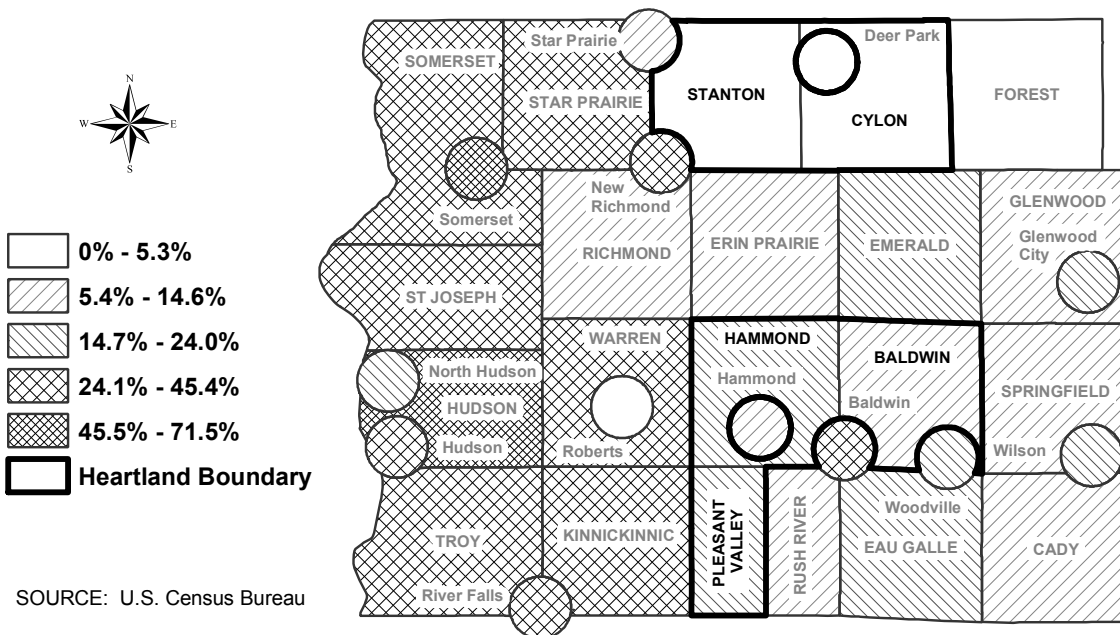 N
W
E
S
0% - 5.3%
5.4% - 14.6%
14.7% - 24.0%
24.1% - 45.4%
45.5% - 71.5%
Heartland Boundary
SOURCE: U.S. Census Bureau
SOMERSET
Star Prairie
STAR PRAIRIE
STANTON
Deer Park
CYLON
FOREST
Somerset
New
Richmond
RICHMOND
ERIN PRAIRIE
EMERALD
GLENWOOD
Glenwood
City
ST JOSEPH
WARREN
HAMMOND
BALDWIN
North Hudson
Hammond
Baldwin
SPRINGFIELD
HUDSON
Hudson
Roberts
Wilson
TROY
KINNICKINNIC
PLEASANT
VALLEY
RUSH RIVER
Woodville
EAU GALLE
CADY
River Falls